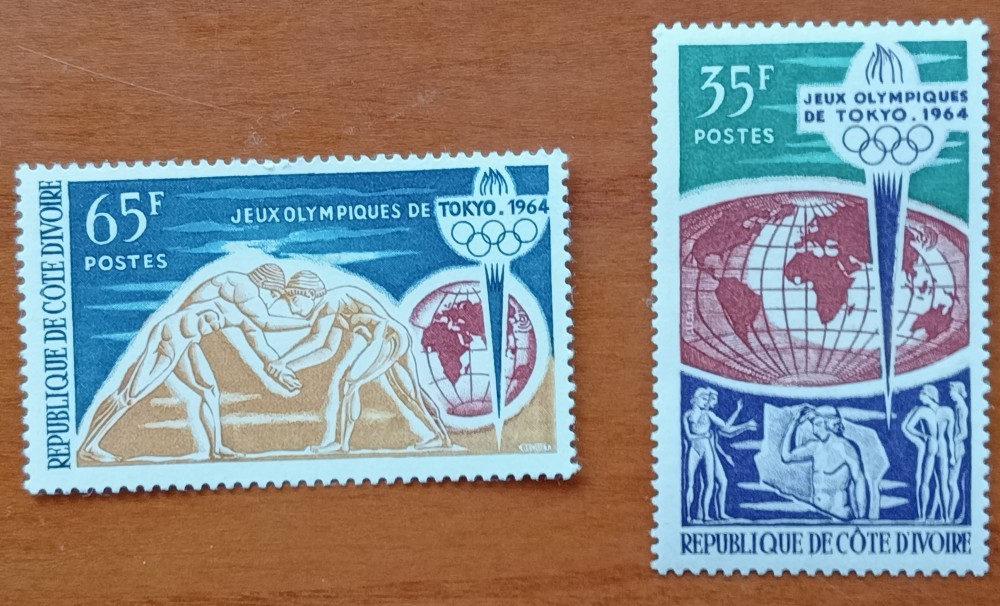 65F
POSTES
JEUX OLYMPIQUES DE TOKYO. 1964
REPUBLIQUE DE COTE D'IVOIRE
35F
POSTES
JEUX OLYMPIQUES
DE TOKYO. 1964
REPUBLIQUE DE CÔTE D'IVOIRE